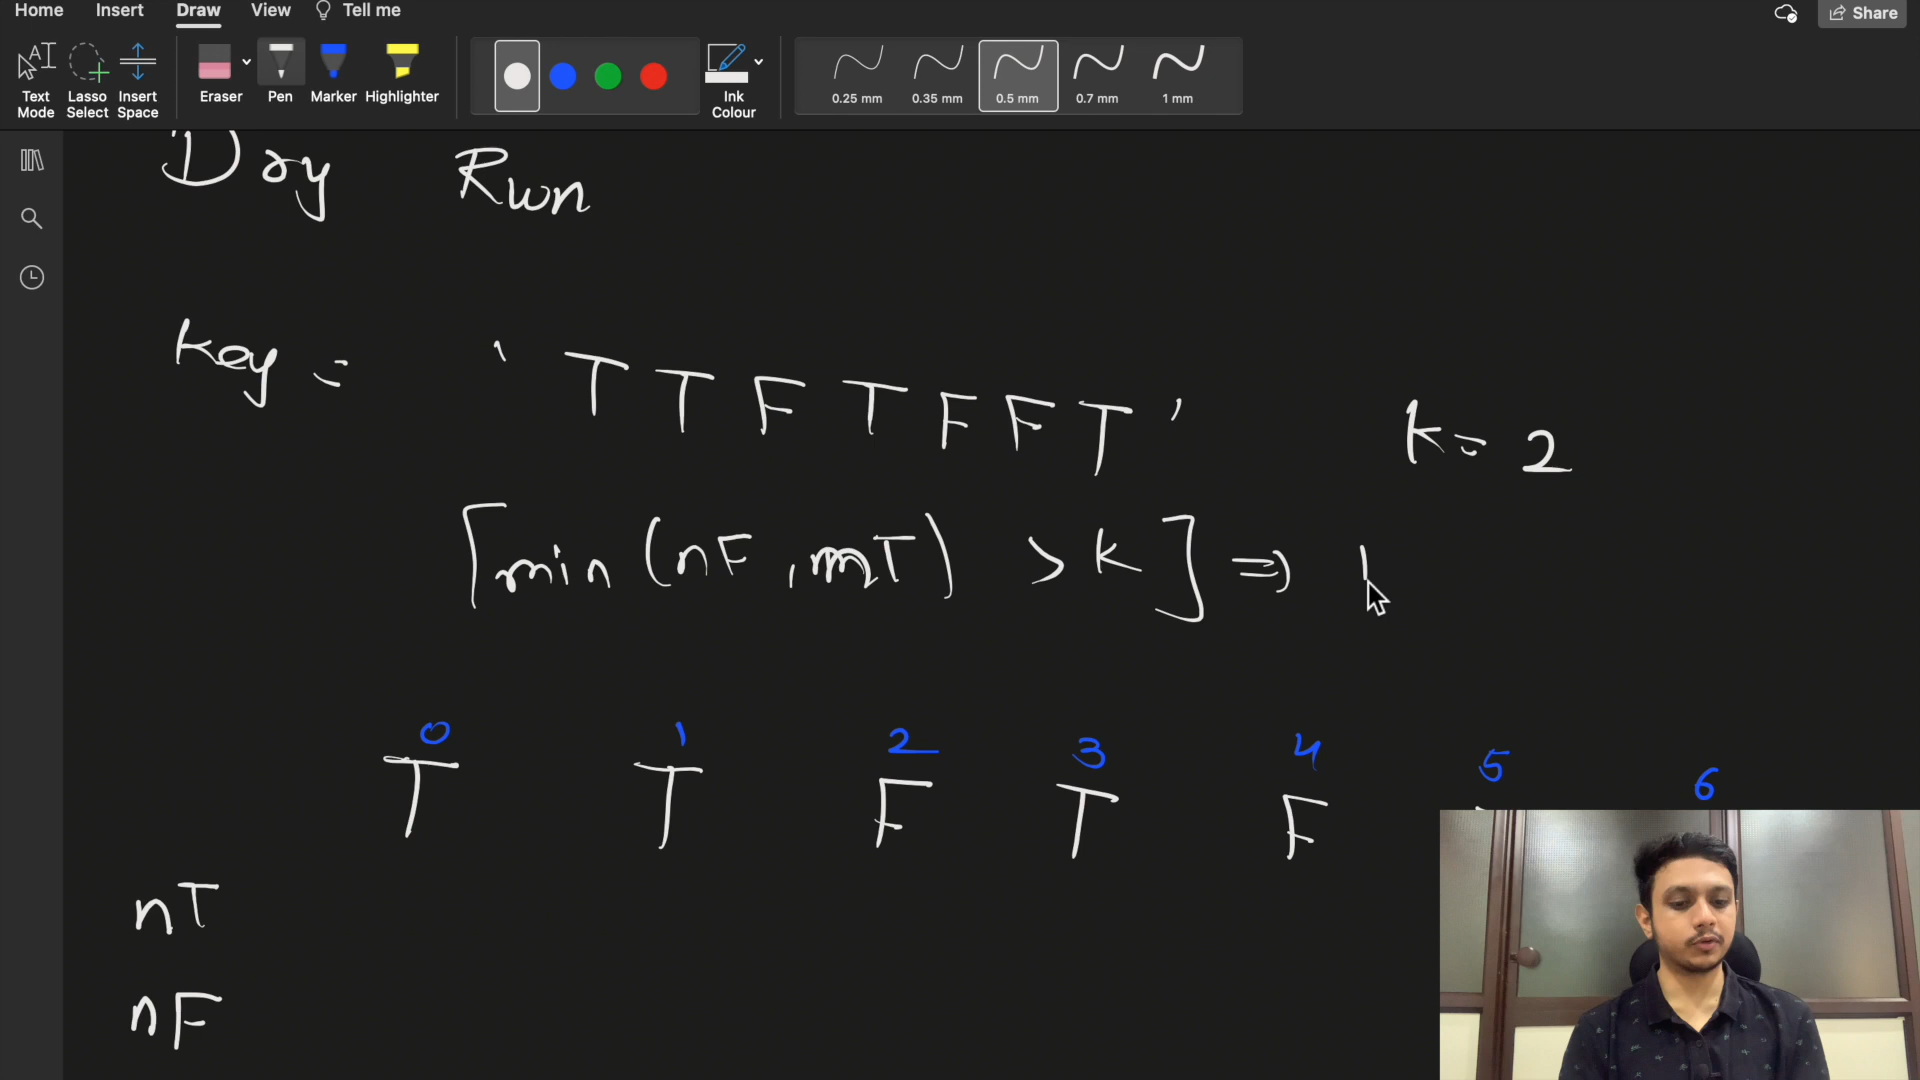 Home Insert Draw View Tell me Share
Text Mode Lasso Select Insert Space Eraser Pen Marker Highlighter Ink Colour 0.25 mm 0.35 mm 0.5 mm 0.7 mm 1 mm
Dry Run
Key = ' T T F T F F T '
k = 2
[min (nF, mT) > k] ⇒
0 1 2 3 4 5 6
T T F T F
nT
nF